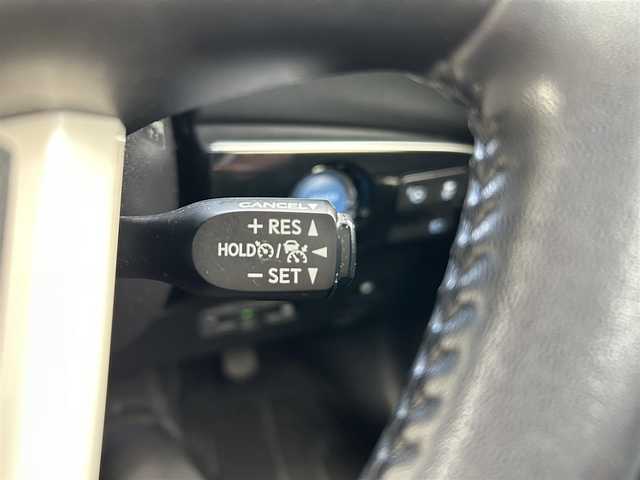 CANCEL▼
+ RES ▲
HOLD / ◄
− SET ▼